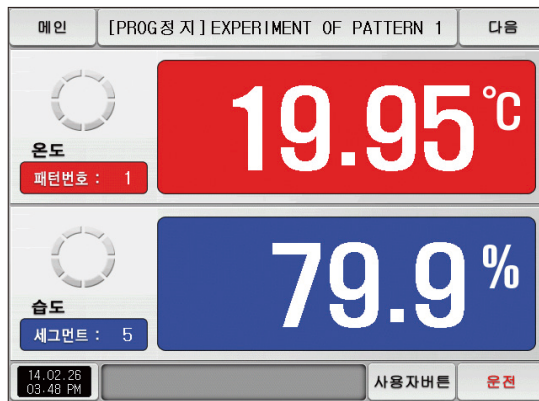 메인
[PROG정지]EXPERIMENT OF PATTERN 1
다음
19.95℃
온도
패턴번호 : 1
79.9%
습도
세그먼트 : 5
14.02.26
03:48 PM
사용자버튼
운전